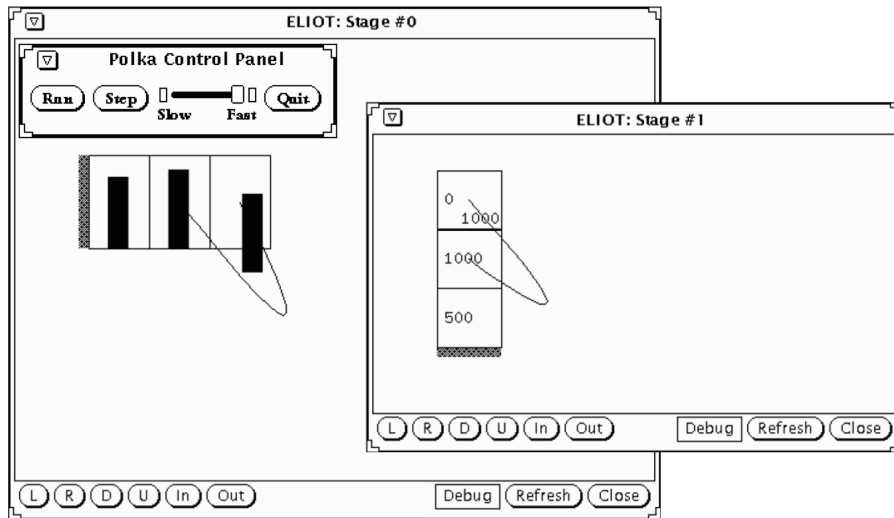 ELIOT: Stage #0
Polka Control Panel
Run Step Quit
Slow Fast
ELIOT: Stage #1
0
1000
1000
500
L R D U In Out Debug Refresh Close
L R D U In Out Debug Refresh Close